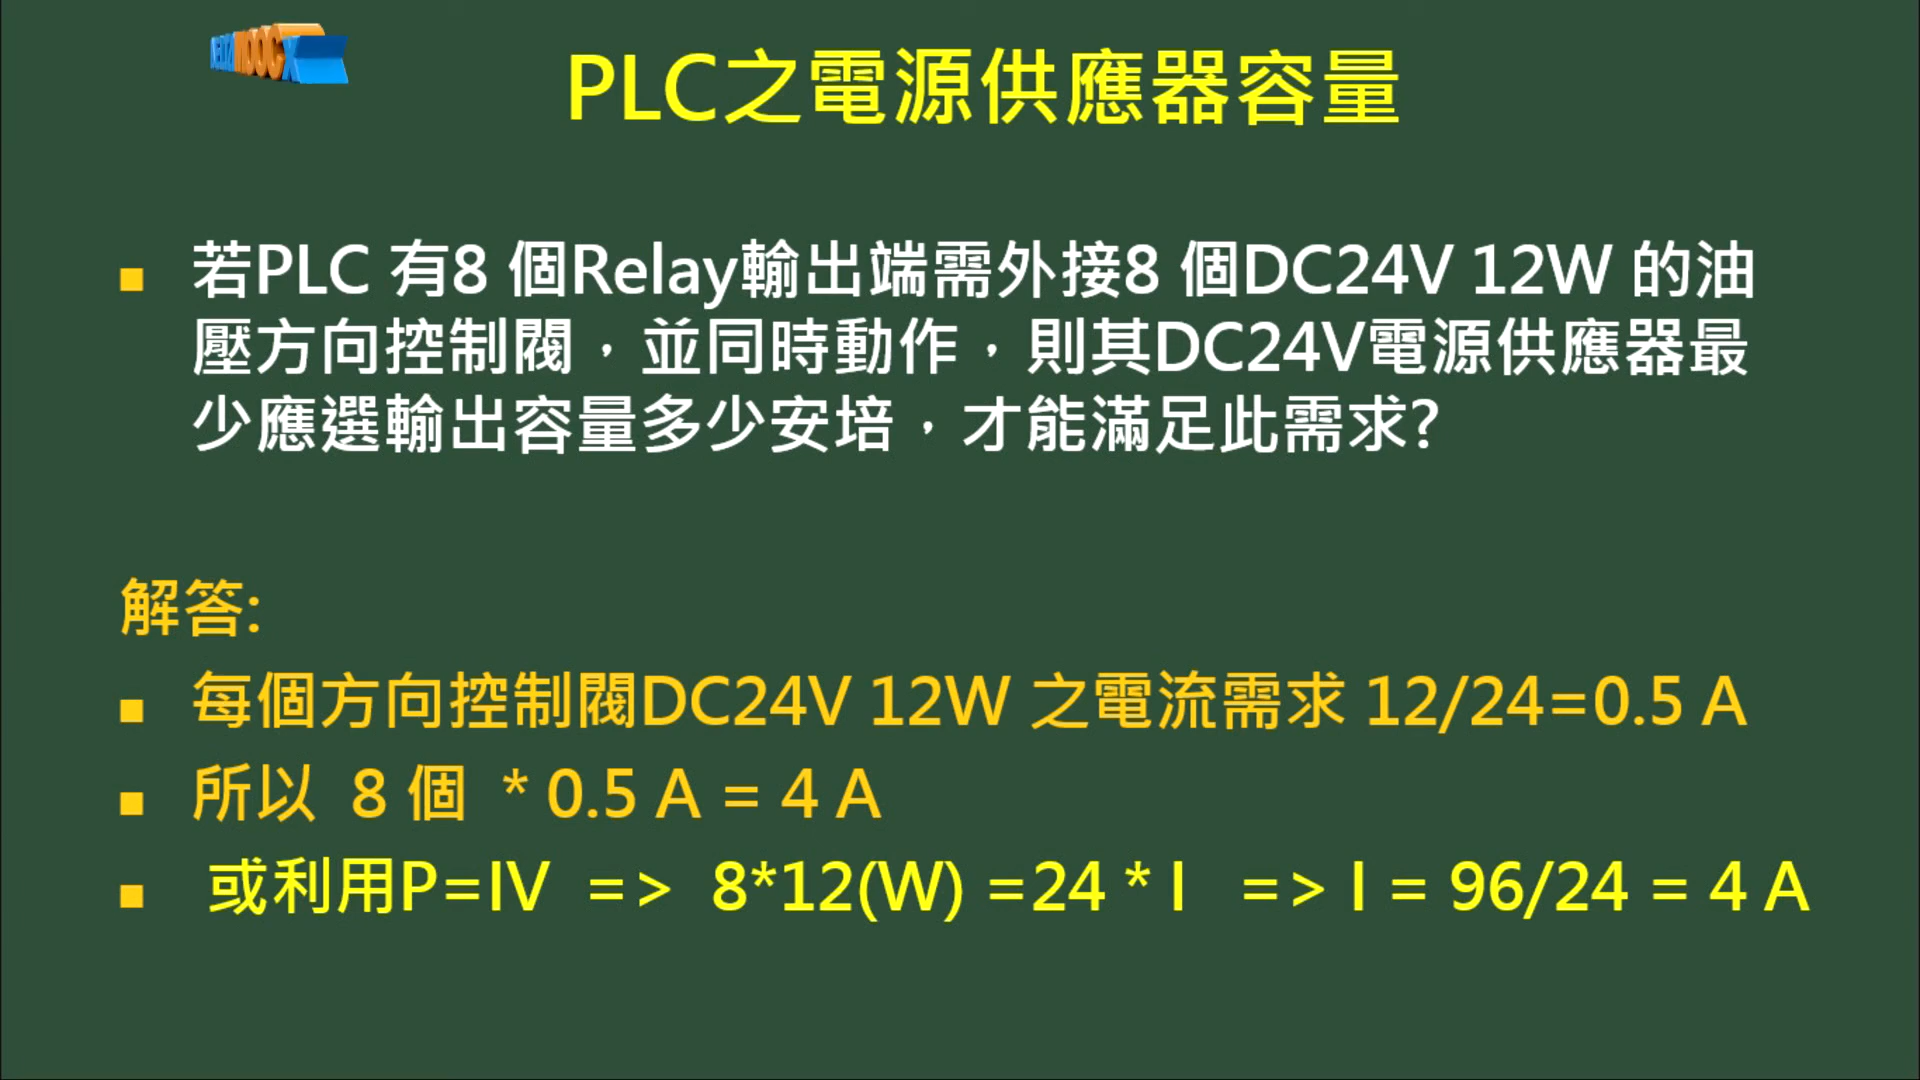 DELTAMOOCX
PLC之電源供應器容量
若PLC 有8 個Relay輸出端需外接8 個DC24V 12W 的油
壓方向控制閥，並同時動作，則其DC24V電源供應器最
少應選輸出容量多少安培，才能滿足此需求?
解答:
每個方向控制閥DC24V 12W 之電流需求 12/24=0.5 A
所以 8 個 * 0.5 A = 4 A
或利用P=IV => 8*12(W) =24 * I => I = 96/24 = 4 A